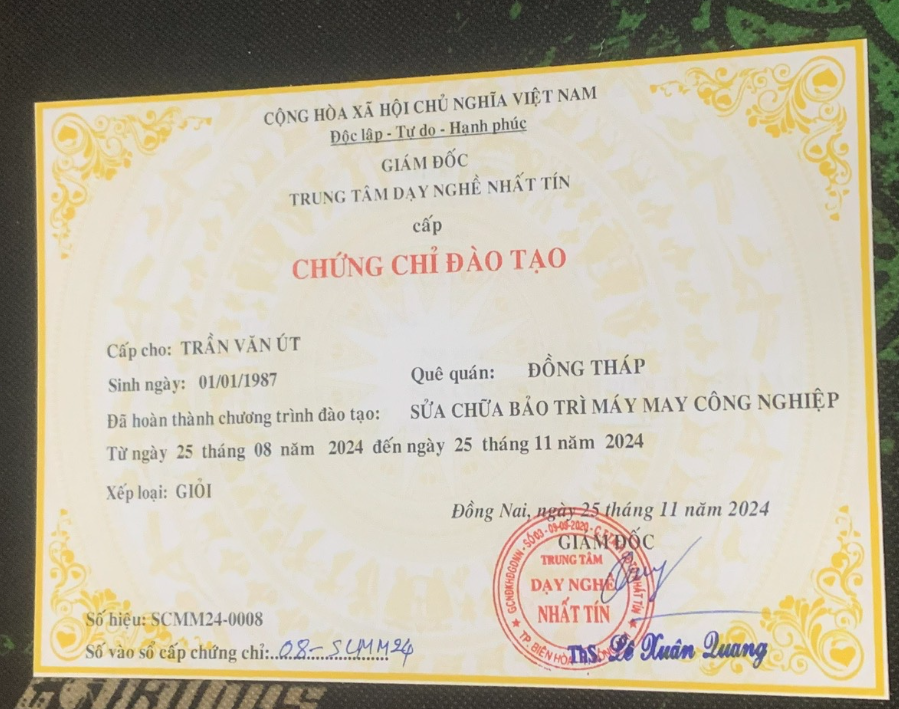 CỘNG HÒA XÃ HỘI CHỦ NGHĨA VIỆT NAM
Độc lập - Tự do - Hạnh phúc
GIÁM ĐỐC
TRUNG TÂM DẠY NGHỀ NHẤT TÍN
cấp
CHỨNG CHỈ ĐÀO TẠO
Cấp cho: TRẦN VĂN ÚT
Sinh ngày: 01/01/1987 Quê quán: ĐỒNG THÁP
Đã hoàn thành chương trình đào tạo: SỬA CHỮA BẢO TRÌ MÁY MAY CÔNG NGHIỆP
Từ ngày 25 tháng 08 năm 2024 đến ngày 25 tháng 11 năm 2024
Xếp loại: GIỎI
Đồng Nai, ngày 25 tháng 11 năm 2024
GIÁM ĐỐC
TRUNG TÂM
DẠY NGHỀ
NHẤT TÍN
TP. BIÊN HÒA
ThS. Lê Xuân Quang
Số hiệu: SCMM24-0008
Số vào sổ cấp chứng chỉ: 08-SCMM24